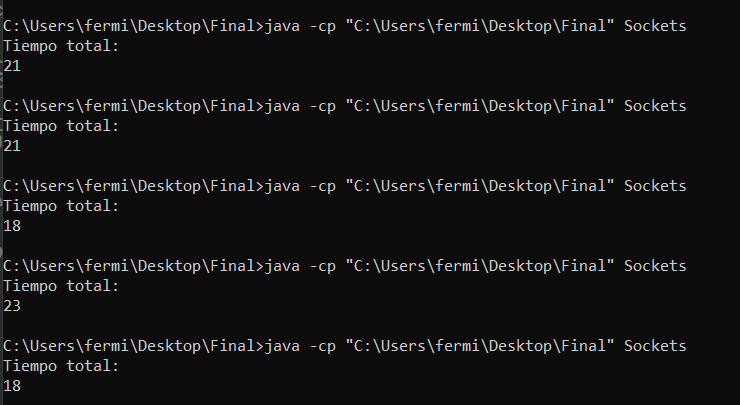 C:\Users\fermi\Desktop\Final>java -cp "C:\Users\fermi\Desktop\Final" Sockets
Tiempo total:
21
C:\Users\fermi\Desktop\Final>java -cp "C:\Users\fermi\Desktop\Final" Sockets
Tiempo total:
21
C:\Users\fermi\Desktop\Final>java -cp "C:\Users\fermi\Desktop\Final" Sockets
Tiempo total:
18
C:\Users\fermi\Desktop\Final>java -cp "C:\Users\fermi\Desktop\Final" Sockets
Tiempo total:
23
C:\Users\fermi\Desktop\Final>java -cp "C:\Users\fermi\Desktop\Final" Sockets
Tiempo total:
18